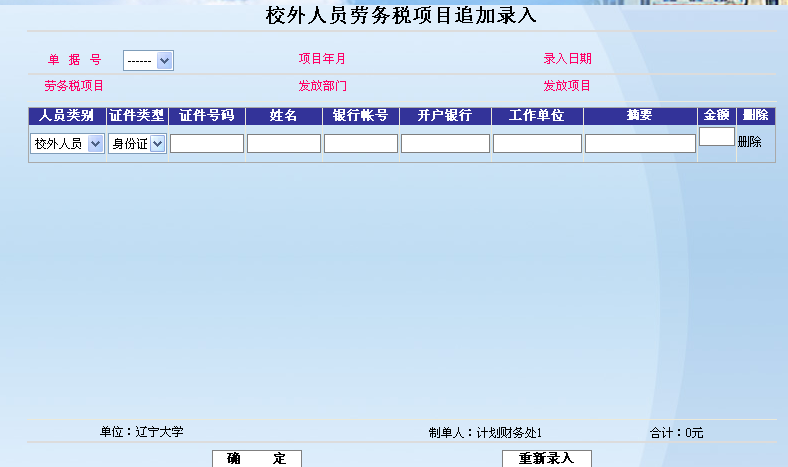 校外人员劳务税项目追加录入
单 据 号 ------ 项目年月 录入日期
劳务税项目 发放部门 发放项目
人员类别 证件类型 证件号码 姓名 银行帐号 开户银行 工作单位 摘要 金额 删除
校外人员 身份证 删除
单位：辽宁大学 制单人：计划财务处1 合计：0元
确 定 重新录入